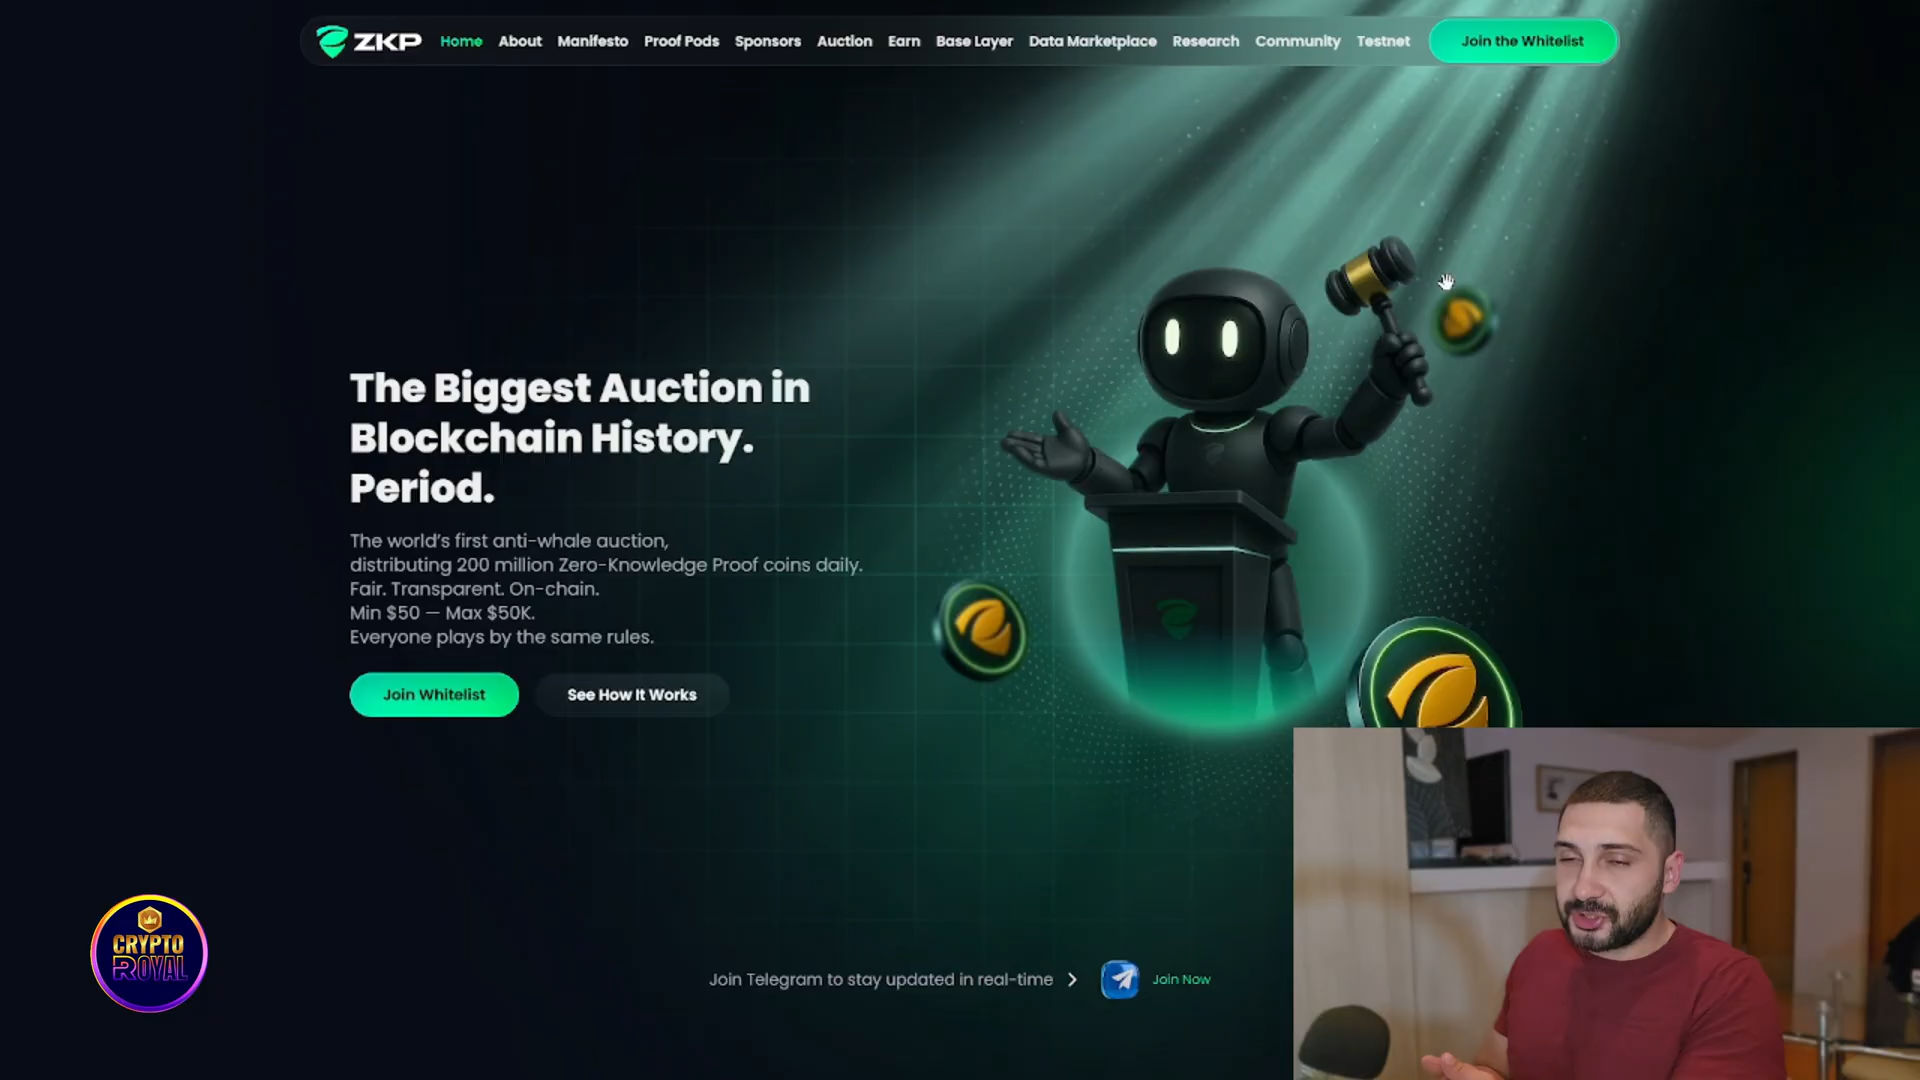 ZKP
Home
About
Manifesto
Proof Pods
Sponsors
Auction
Earn
Base Layer
Data Marketplace
Research
Community
Testnet
Join the Whitelist
The Biggest Auction in
Blockchain History.
Period.
The world's first anti-whale auction,
distributing 200 million Zero-Knowledge Proof coins daily.
Fair. Transparent. On-chain.
Min $50 — Max $50K.
Everyone plays by the same rules.
Join Whitelist
See How It Works
CRYPTO
ROYAL
Join Telegram to stay updated in real-time
Join Now